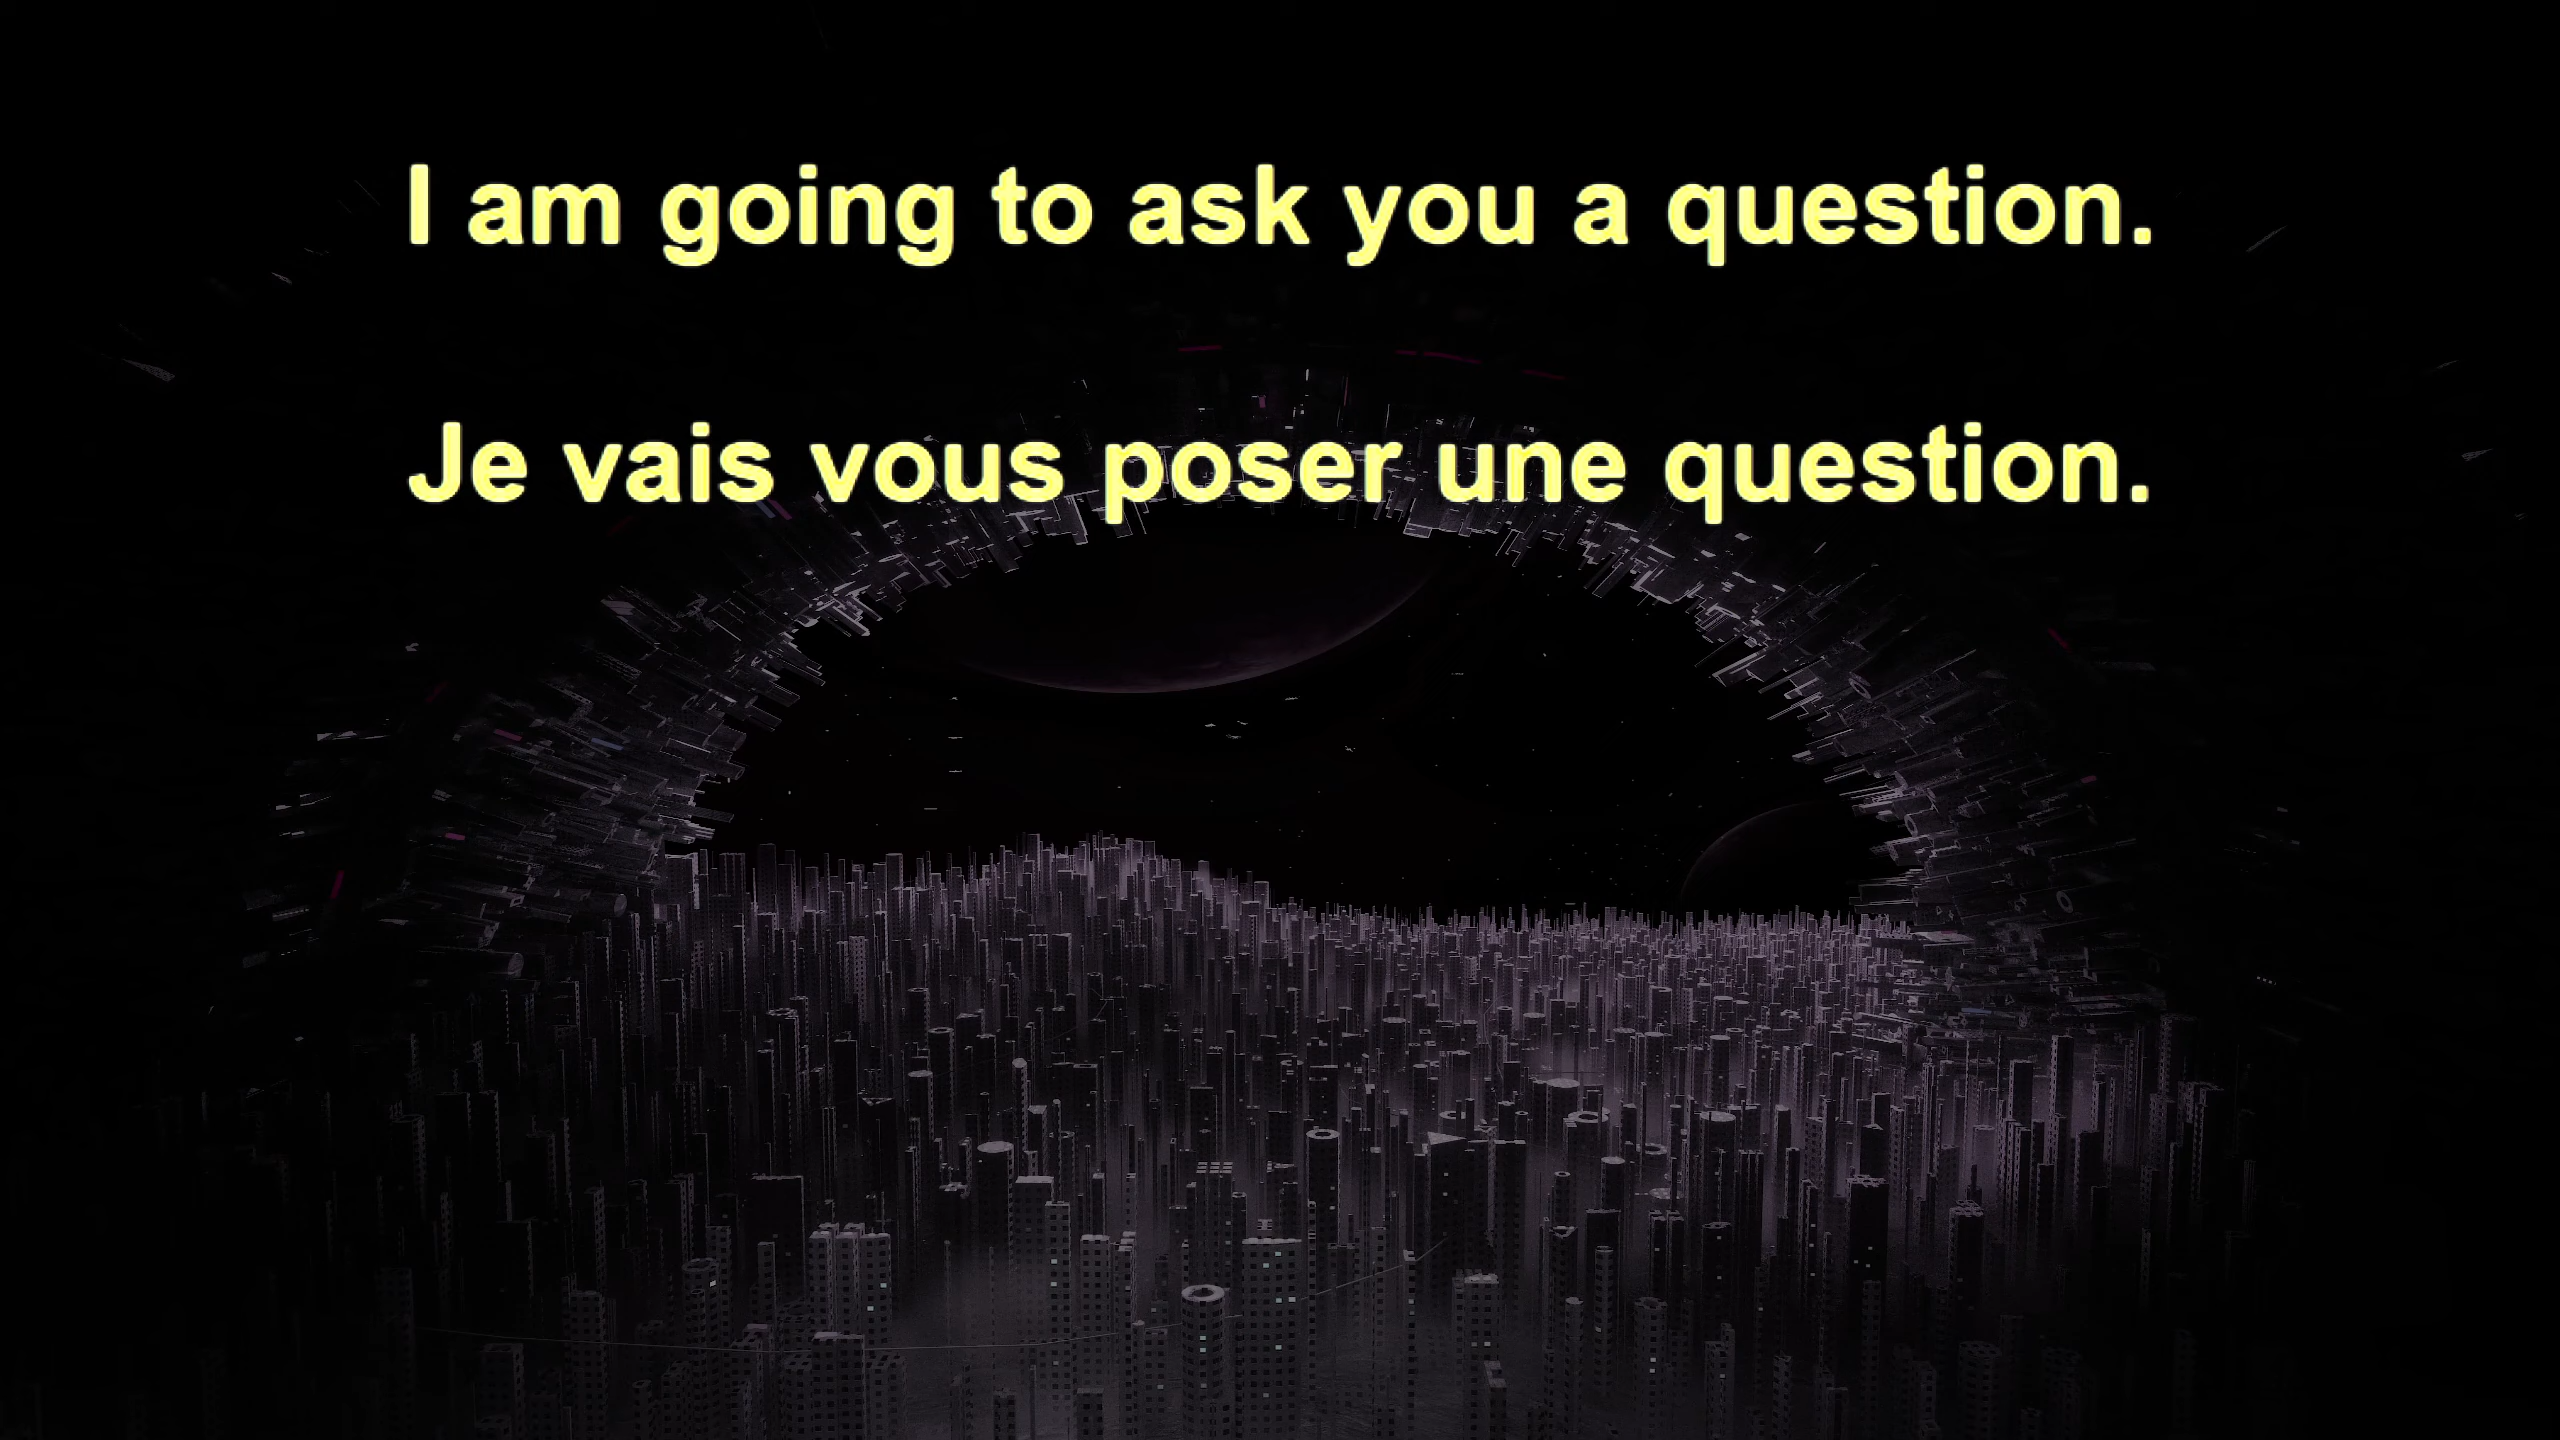 I am going to ask you a question.
Je vais vous poser une question.